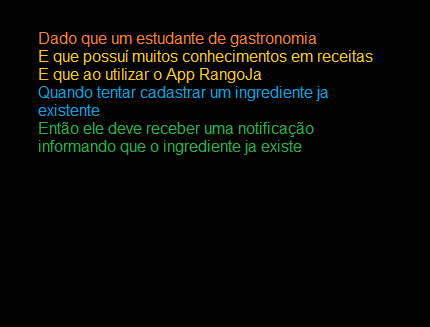 Dado que um estudante de gastronomia
E que possuí muitos conhecimentos em receitas
E que ao utilizar o App RangoJa
Quando tentar cadastrar um ingrediente ja
existente
Então ele deve receber uma notificação
informando que o ingrediente ja existe